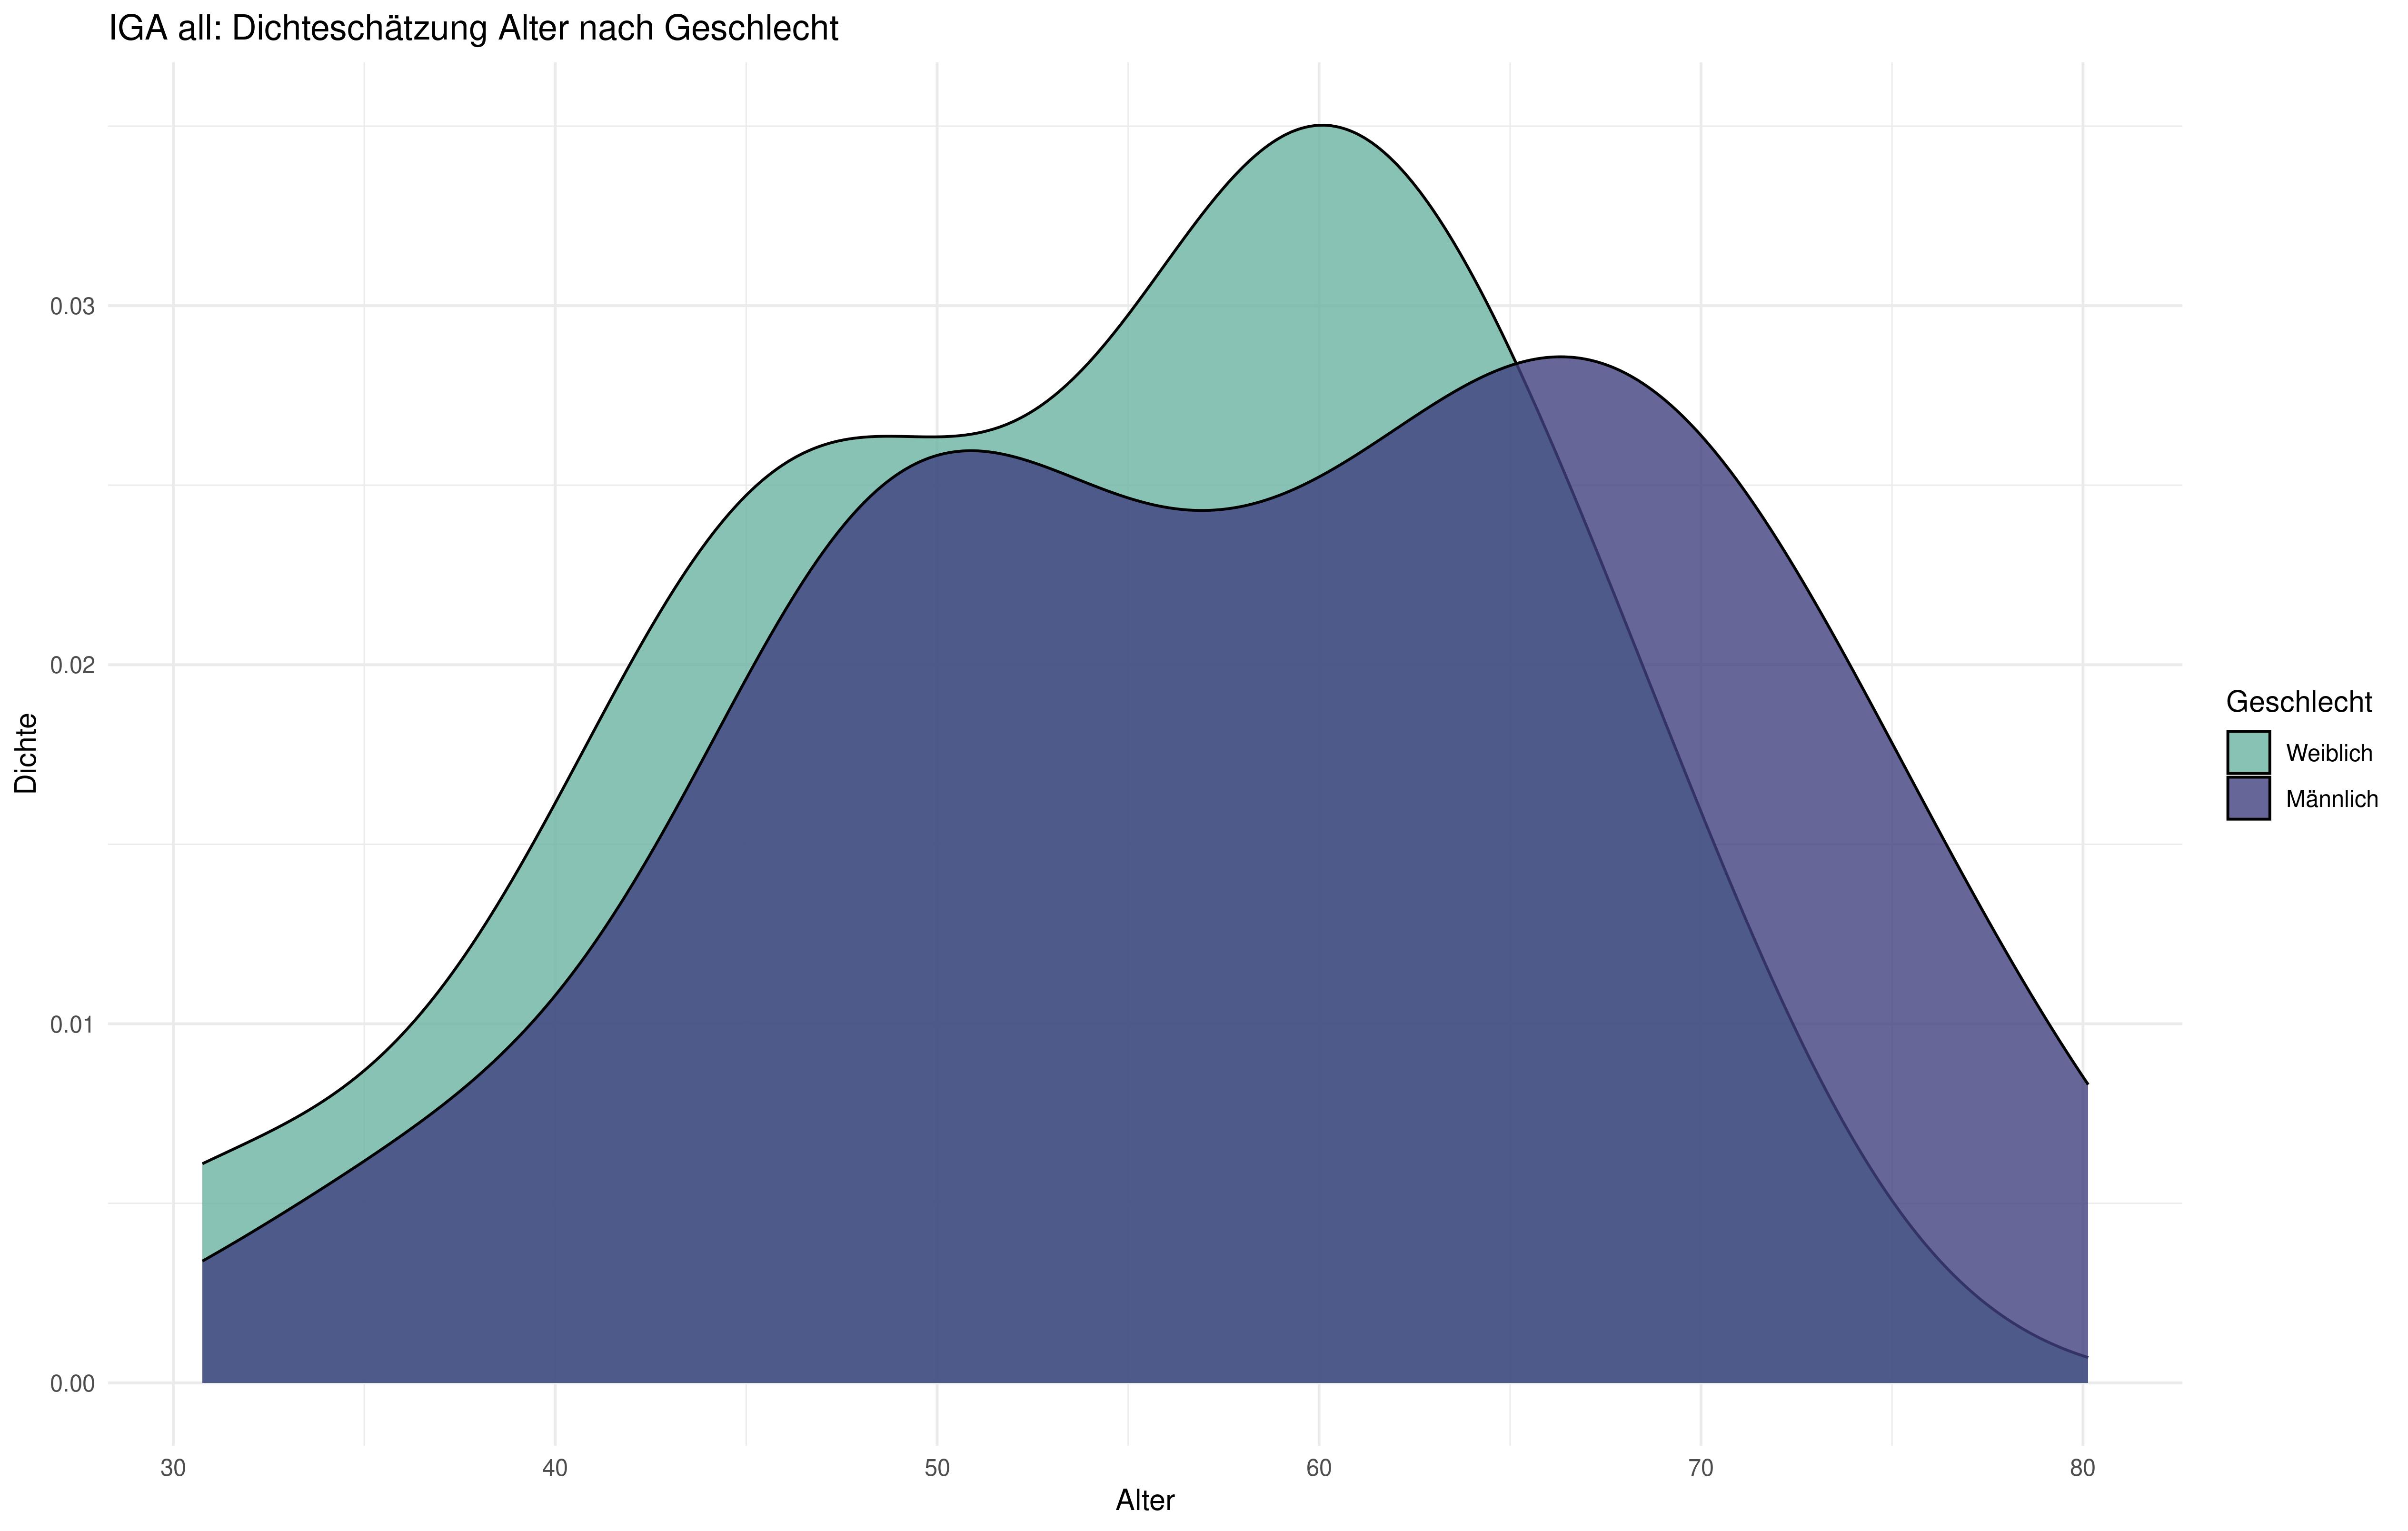 IGA all: Dichteschätzung Alter nach Geschlecht
0.03
0.02
0.01
0.00
Dichte
30 40 50 60 70 80
Alter
Geschlecht
Weiblich
Männlich